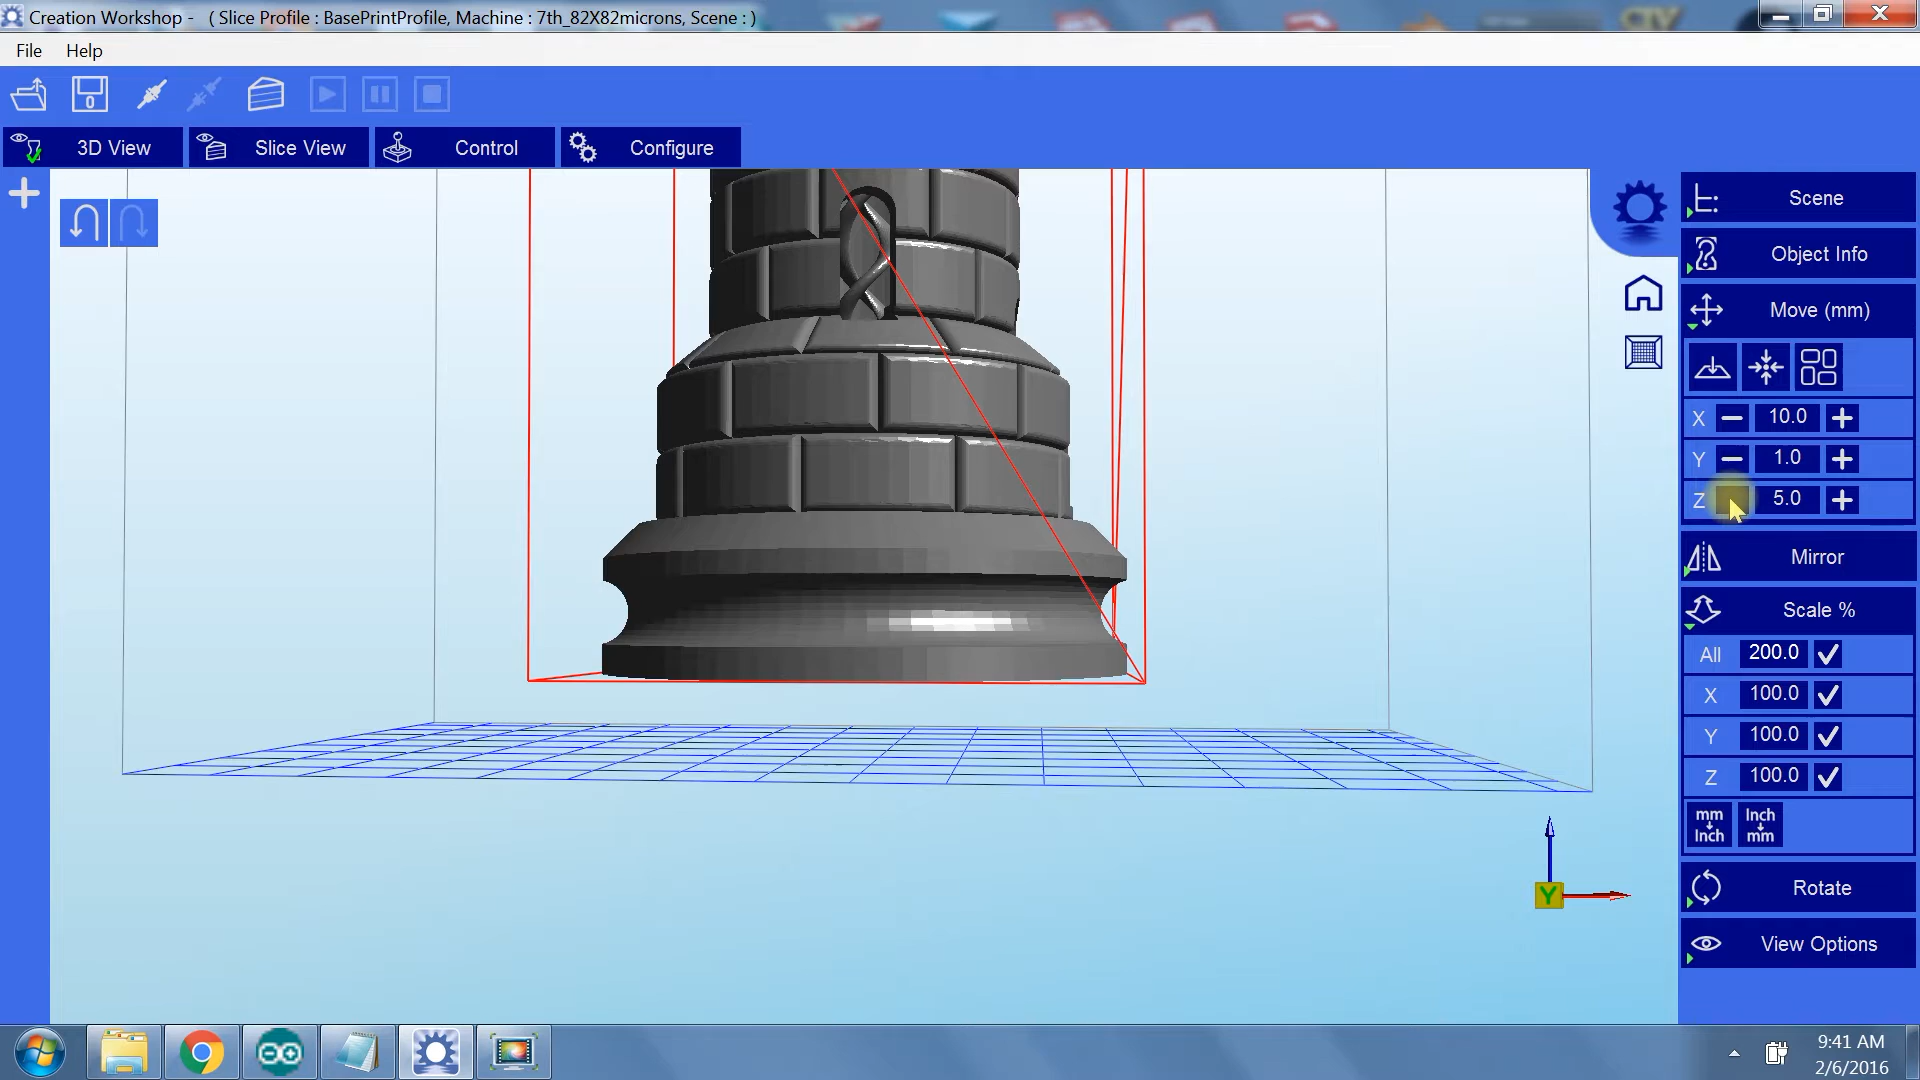 Creation Workshop - ( Slice Profile : BasePrintProfile, Machine : 7th_82X82microns, Scene : )
File Help
3D View Slice View Control Configure
Scene
Object Info
Move (mm)
X 10.0
Y 1.0
Z 5.0
Mirror
Scale %
All 200.0
X 100.0
Y 100.0
Z 100.0
mm Inch
Inch mm
Y
Rotate
View Options
9:41 AM
2/6/2016